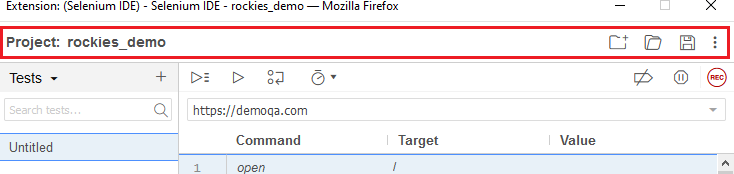 Extension: (Selenium IDE) - Selenium IDE - rockies_demo — Mozilla Firefox
Project: rockies_demo
Tests
REC
Search tests...
https://demoqa.com
Untitled
Command Target Value
1 open /